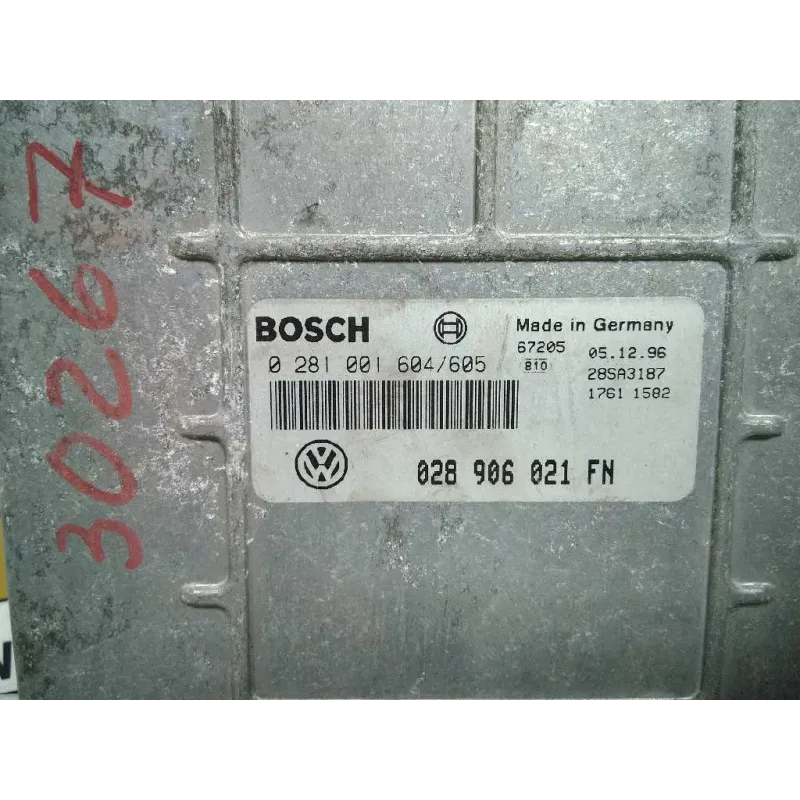 30267
BOSCH
Made in Germany
0 281 001 604/605
67205 05.12.96
810 28SA3187
1761 1582
028 906 021 FN